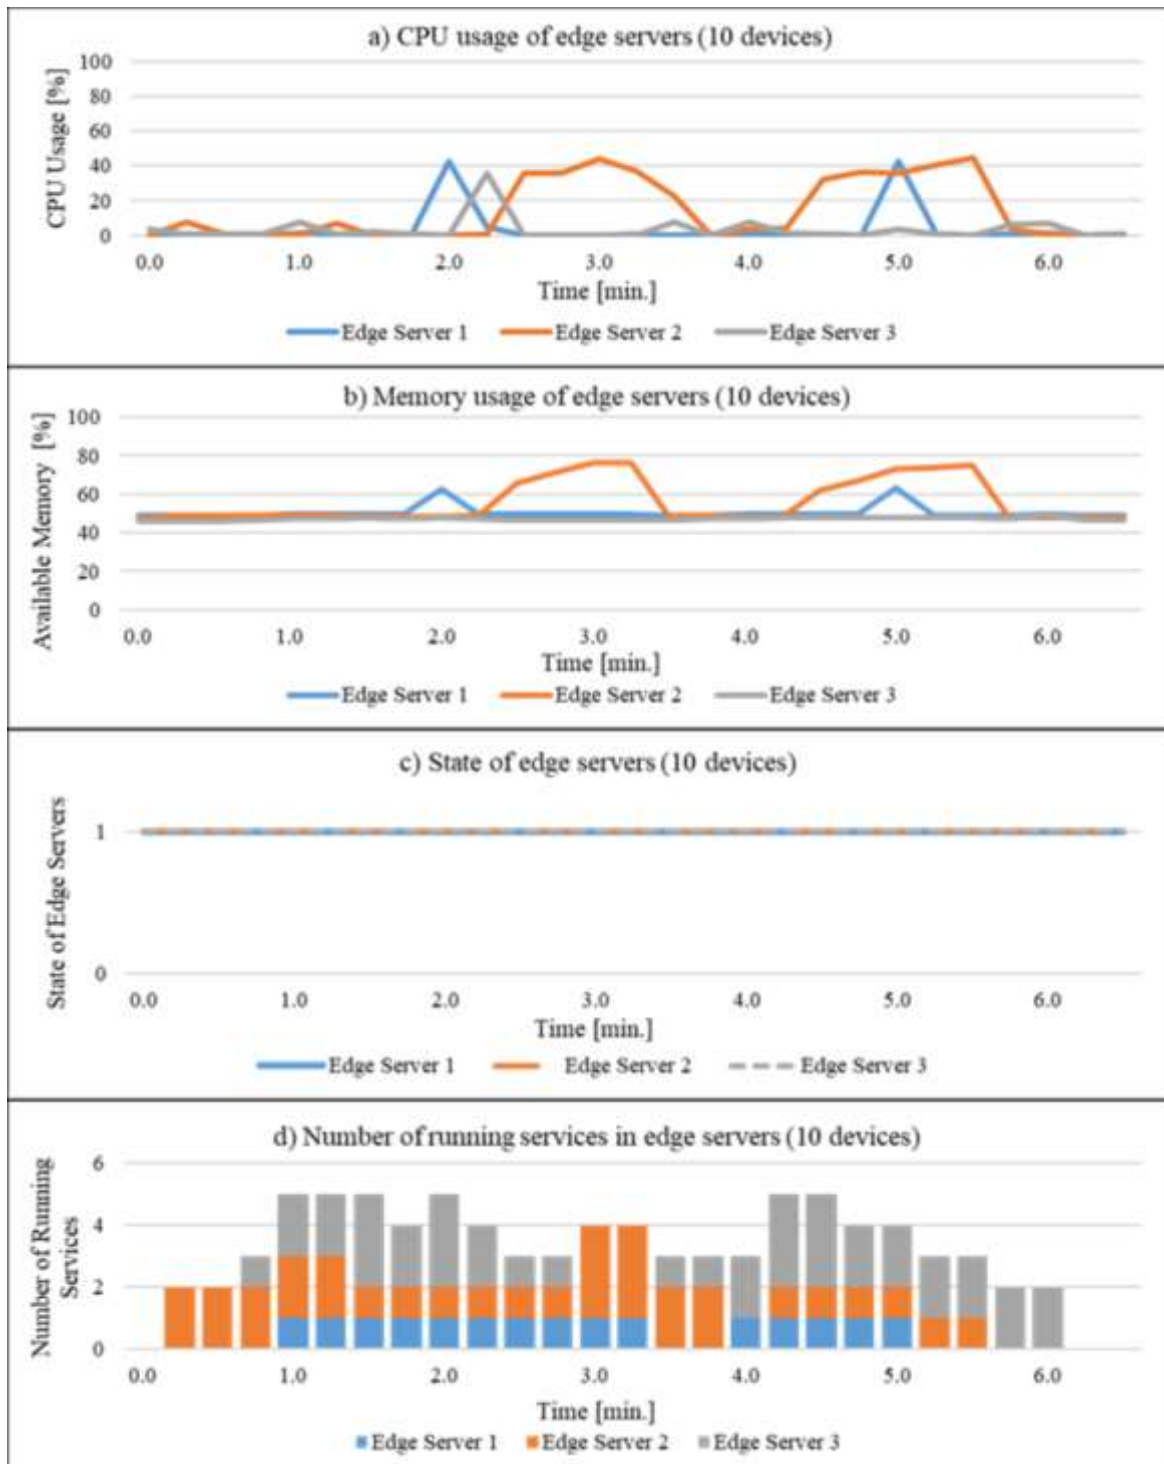 a) CPU usage of edge servers (10 devices)
CPU Usage [%]
100
80
60
40
20
0
0.0 1.0 2.0 3.0 4.0 5.0 6.0
Time [min.]
Edge Server 1 Edge Server 2 Edge Server 3
b) Memory usage of edge servers (10 devices)
Available Memory [%]
100
80
60
40
20
0
0.0 1.0 2.0 3.0 4.0 5.0 6.0
Time [min.]
Edge Server 1 Edge Server 2 Edge Server 3
c) State of edge servers (10 devices)
State of Edge Servers
1
0
0.0 1.0 2.0 3.0 4.0 5.0 6.0
Time [min.]
Edge Server 1 Edge Server 2 Edge Server 3
d) Number of running services in edge servers (10 devices)
Number of Running
Services
6
4
2
0
0.0 1.0 2.0 3.0 4.0 5.0 6.0
Time [min.]
Edge Server 1 Edge Server 2 Edge Server 3